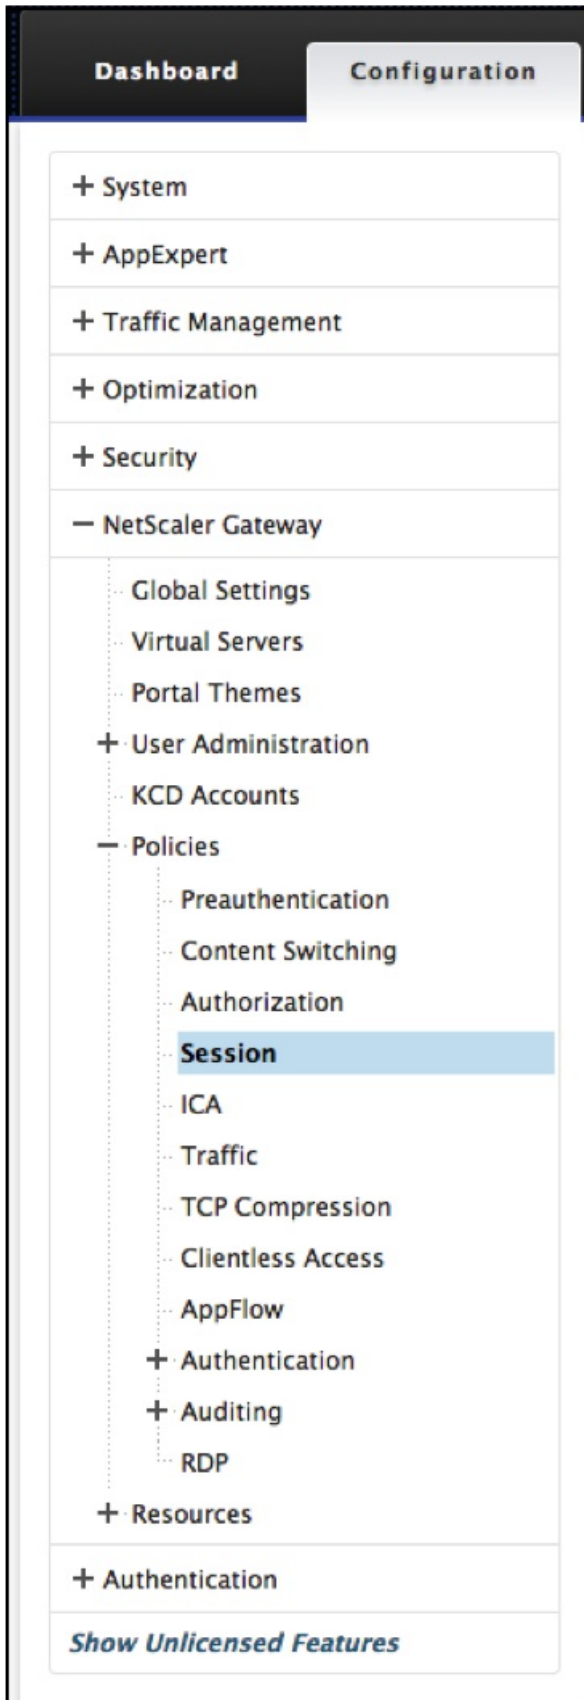 Dashboard Configuration
+ System
+ AppExpert
+ Traffic Management
+ Optimization
+ Security
− NetScaler Gateway
Global Settings
Virtual Servers
Portal Themes
+ User Administration
KCD Accounts
− Policies
Preauthentication
Content Switching
Authorization
Session
ICA
Traffic
TCP Compression
Clientless Access
AppFlow
+ Authentication
+ Auditing
RDP
+ Resources
+ Authentication
Show Unlicensed Features